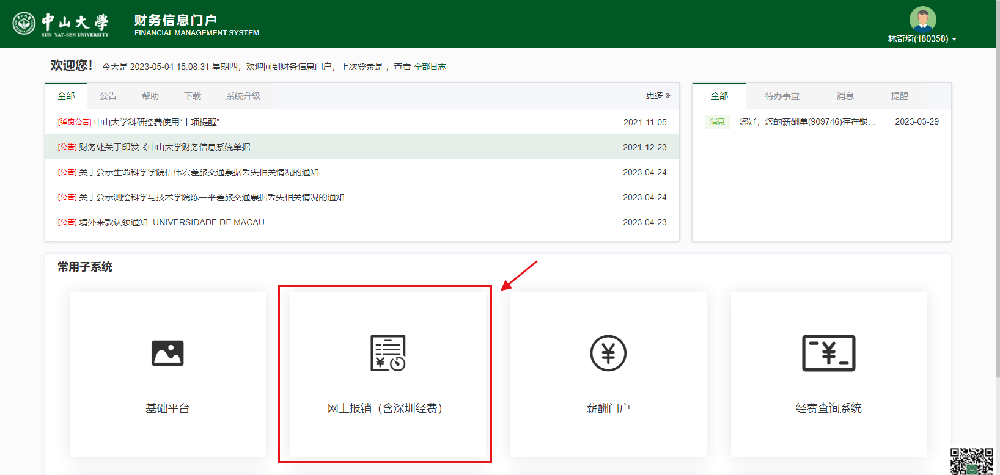 中山大學
SUN YAT-SEN UNIVERSITY
财务信息门户
FINANCIAL MANAGEMENT SYSTEM
林奇琦(180358)
欢迎您！ 今天是 2023-05-04 15:08:31 星期四，欢迎回到财务信息门户，上次登录是 ，查看 全部日志
全部 公告 帮助 下载 系统升级 更多 »
[弹窗公告] 中山大学科研经费使用“十项提醒” 2021-11-05
[公告] 财务处关于印发《中山大学财务信息系统单据...... 2021-12-23
[公告] 关于公示生命科学学院伍伟宏差旅交通票据丢失相关情况的通知 2023-04-24
[公告] 关于公示测绘科学与技术学院陈一平差旅交通票据丢失相关情况的通知 2023-04-24
[公告] 境外来款认领通知- UNIVERSIDADE DE MACAU 2023-04-23
全部 待办事宜 消息 提醒
消息 您好，您的薪酬单(909746)存在银... 2023-03-29
常用子系统
基础平台
网上报销（含深圳经费）
薪酬门户
经费查询系统